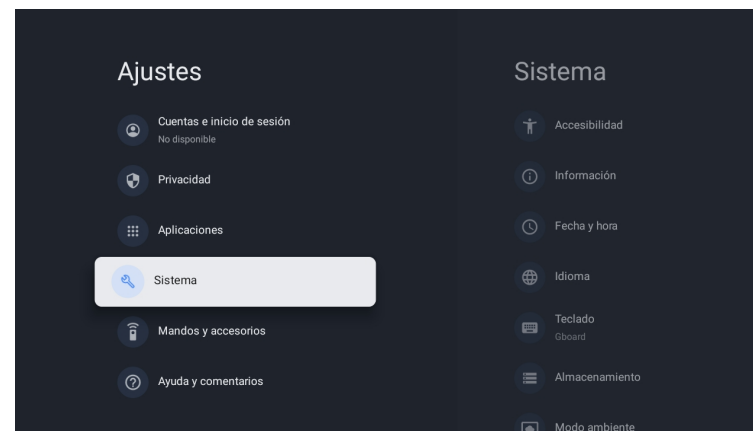 Ajustes
Cuentas e inicio de sesión
No disponible
Privacidad
Aplicaciones
Sistema
Mandos y accesorios
Ayuda y comentarios
Sistema
Accesibilidad
Información
Fecha y hora
Idioma
Teclado
Gboard
Almacenamiento
Modo ambiente